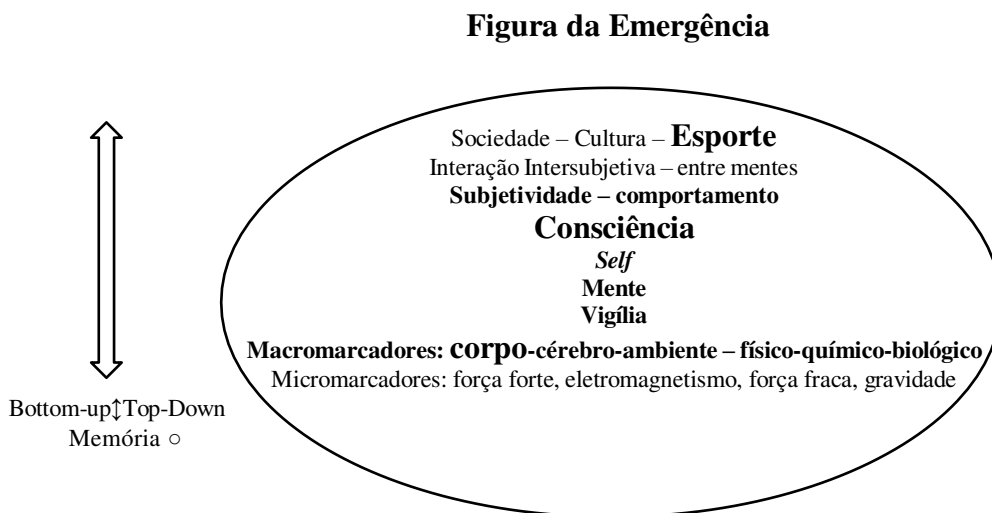 Figura da Emergência
Sociedade – Cultura – Esporte
Interação Intersubjetiva – entre mentes
Subjetividade – comportamento
Consciência
Self
Mente
Vigília
Macromarcadores: corpo-cérebro-ambiente – físico-químico-biológico
Micromarcadores: força forte, eletromagnetismo, força fraca, gravidade
Bottom-up↕Top-Down
Memória ○